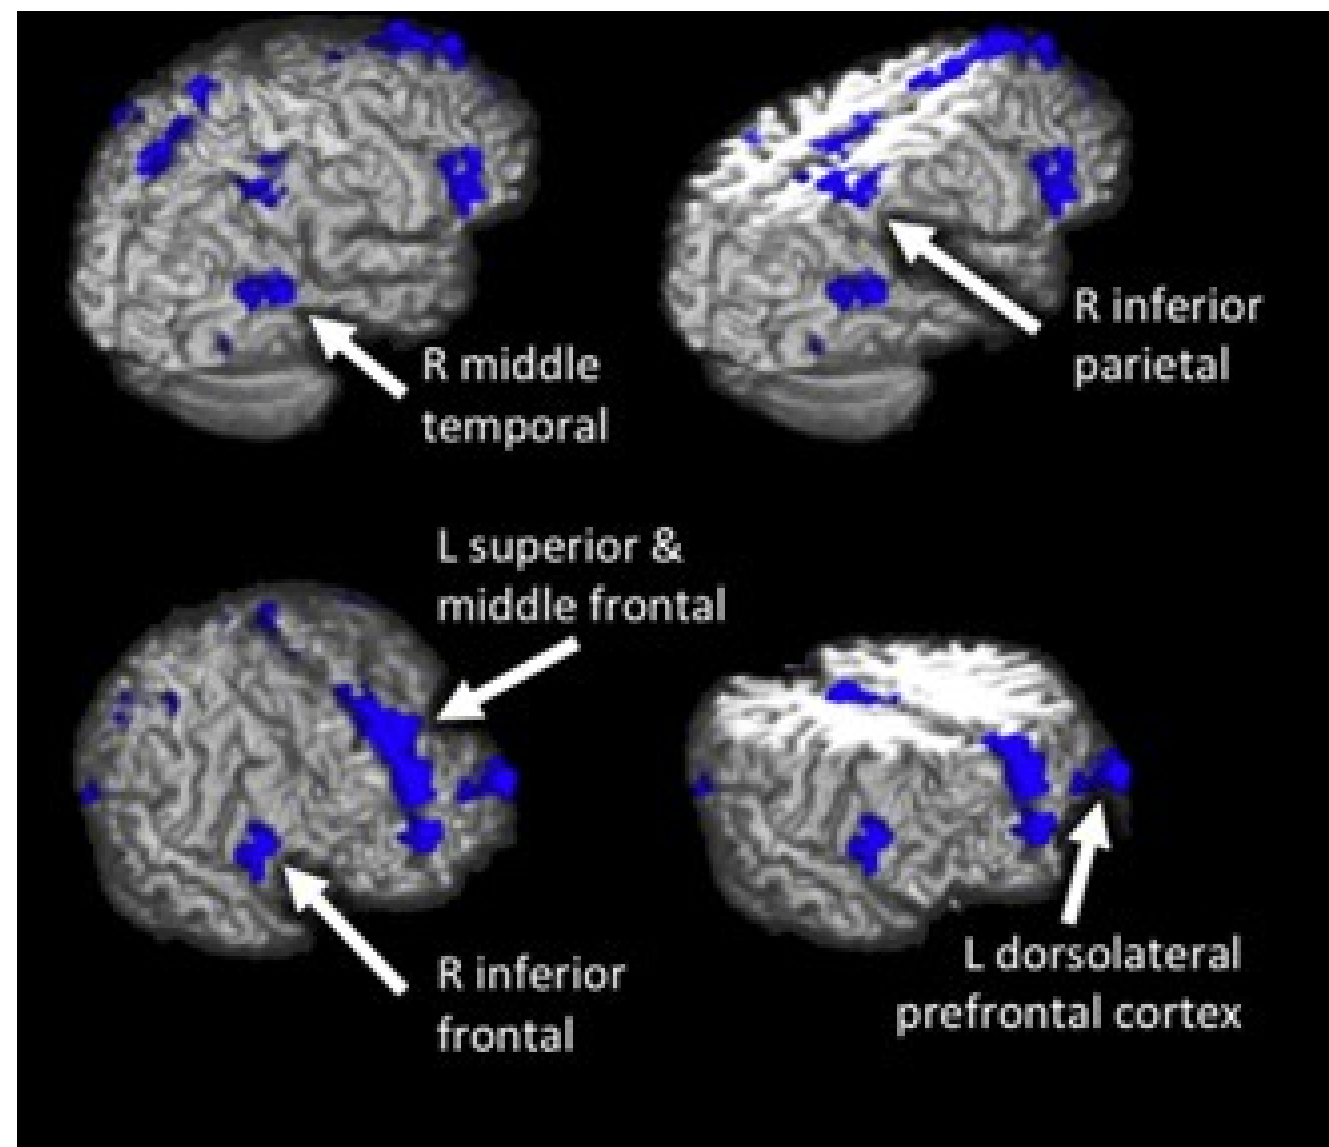 R middle
temporal
R inferior
parietal
L superior &
middle frontal
R inferior
frontal
L dorsolateral
prefrontal cortex